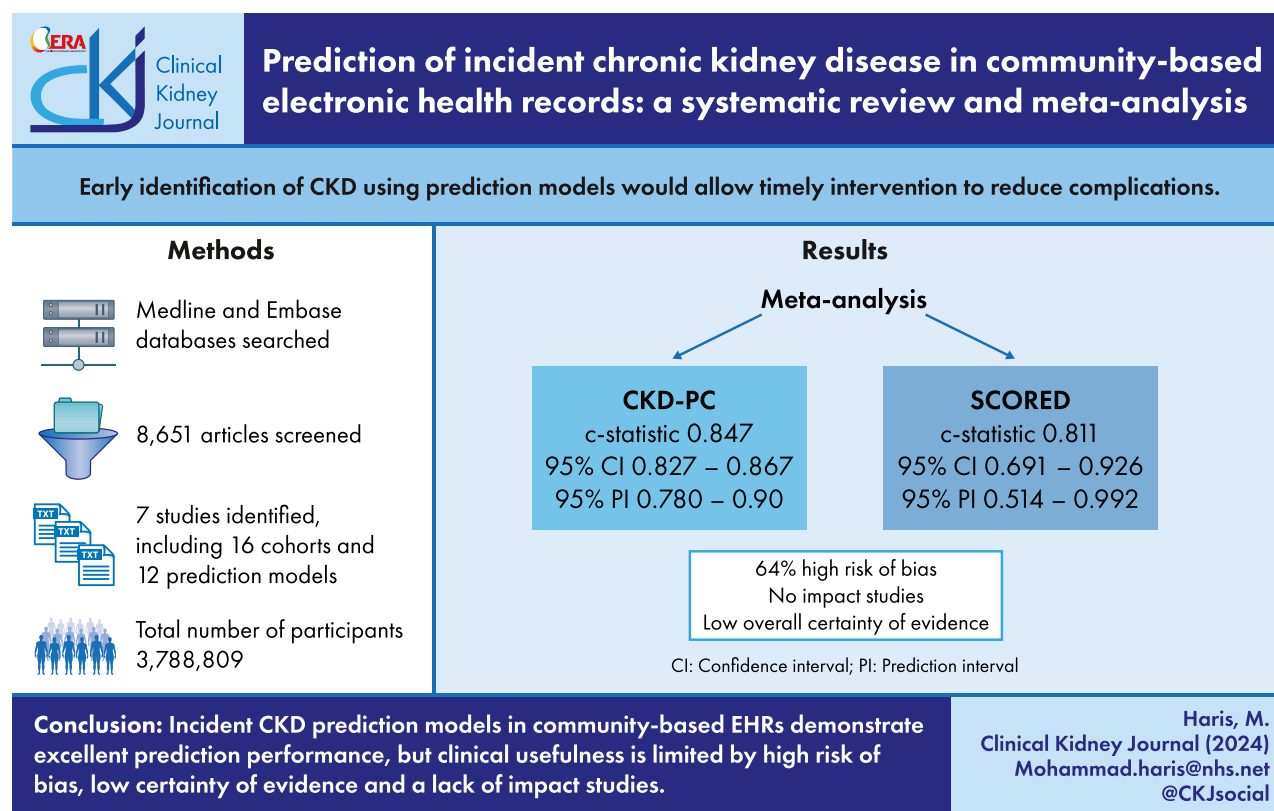 ERA
CKJ
Clinical
Kidney
Journal
Prediction of incident chronic kidney disease in community-based
electronic health records: a systematic review and meta-analysis
Early identification of CKD using prediction models would allow timely intervention to reduce complications.
Methods
Medline and Embase
databases searched
8,651 articles screened
TXT
TXT
TXT
7 studies identified,
including 16 cohorts and
12 prediction models
Total number of participants
3,788,809
Results
Meta-analysis
CKD-PC
c-statistic 0.847
95% CI 0.827 – 0.867
95% PI 0.780 – 0.90
SCORED
c-statistic 0.811
95% CI 0.691 – 0.926
95% PI 0.514 – 0.992
64% high risk of bias
No impact studies
Low overall certainty of evidence
CI: Confidence interval; PI: Prediction interval
Conclusion: Incident CKD prediction models in community-based EHRs demonstrate
excellent prediction performance, but clinical usefulness is limited by high risk of
bias, low certainty of evidence and a lack of impact studies.
Haris, M.
Clinical Kidney Journal (2024)
Mohammad.haris@nhs.net
@CKJsocial